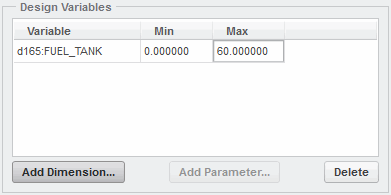 Design Variables
Variable Min Max
d165:FUEL_TANK 0.000000 60.000000
Add Dimension... Add Parameter... Delete